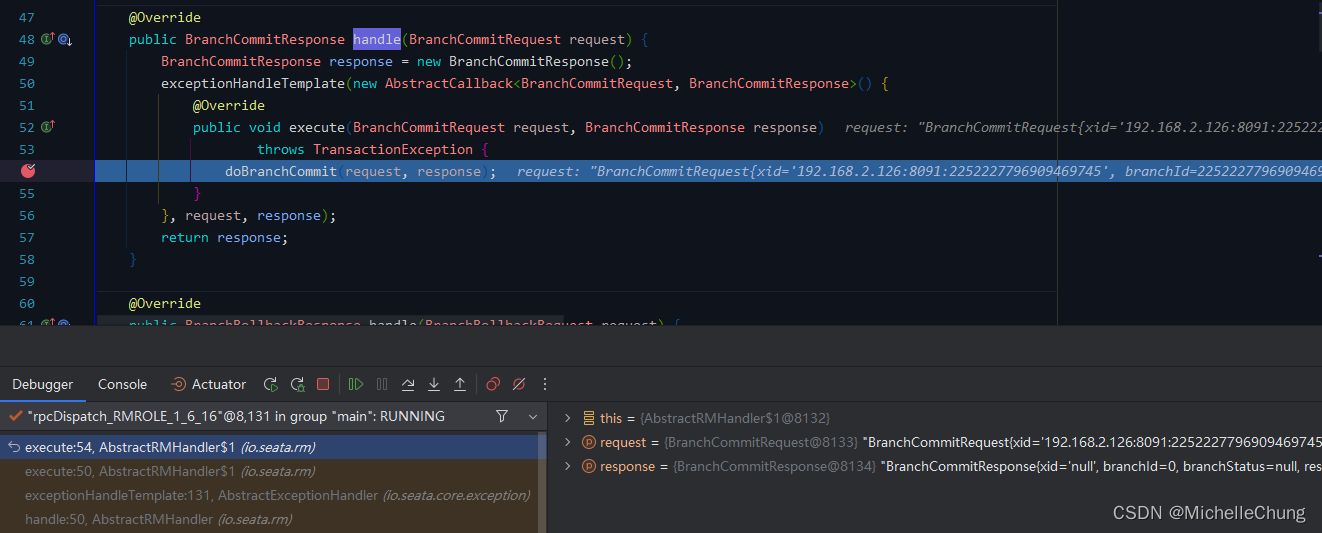 47 @Override
48 public BranchCommitResponse handle(BranchCommitRequest request) {
49 BranchCommitResponse response = new BranchCommitResponse();
50 exceptionHandleTemplate(new AbstractCallback<BranchCommitRequest, BranchCommitResponse>() {
51 @Override
52 public void execute(BranchCommitRequest request, BranchCommitResponse response) request: "BranchCommitRequest{xid='192.168.2.126:8091:225222
53 throws TransactionException {
doBranchCommit(request, response); request: "BranchCommitRequest{xid='192.168.2.126:8091:2252227796909469745', branchId=2252227796909469
55 }
56 }, request, response);
57 return response;
58 }
59
60 @Override
61 public BranchRollbackResponse handle(BranchRollbackRequest request) {
Debugger Console Actuator
"rpcDispatch_RMROLE_1_6_16"@8,131 in group "main": RUNNING
execute:54, AbstractRMHandler$1 (io.seata.rm)
execute:50, AbstractRMHandler$1 (io.seata.rm)
exceptionHandleTemplate:131, AbstractExceptionHandler (io.seata.core.exception)
handle:50, AbstractRMHandler (io.seata.rm)
this = {AbstractRMHandler$1@8132}
request = {BranchCommitRequest@8133} "BranchCommitRequest{xid='192.168.2.126:8091:2252227796909469745
response = {BranchCommitResponse@8134} "BranchCommitResponse{xid='null', branchId=0, branchStatus=null, res
CSDN @MichelleChung